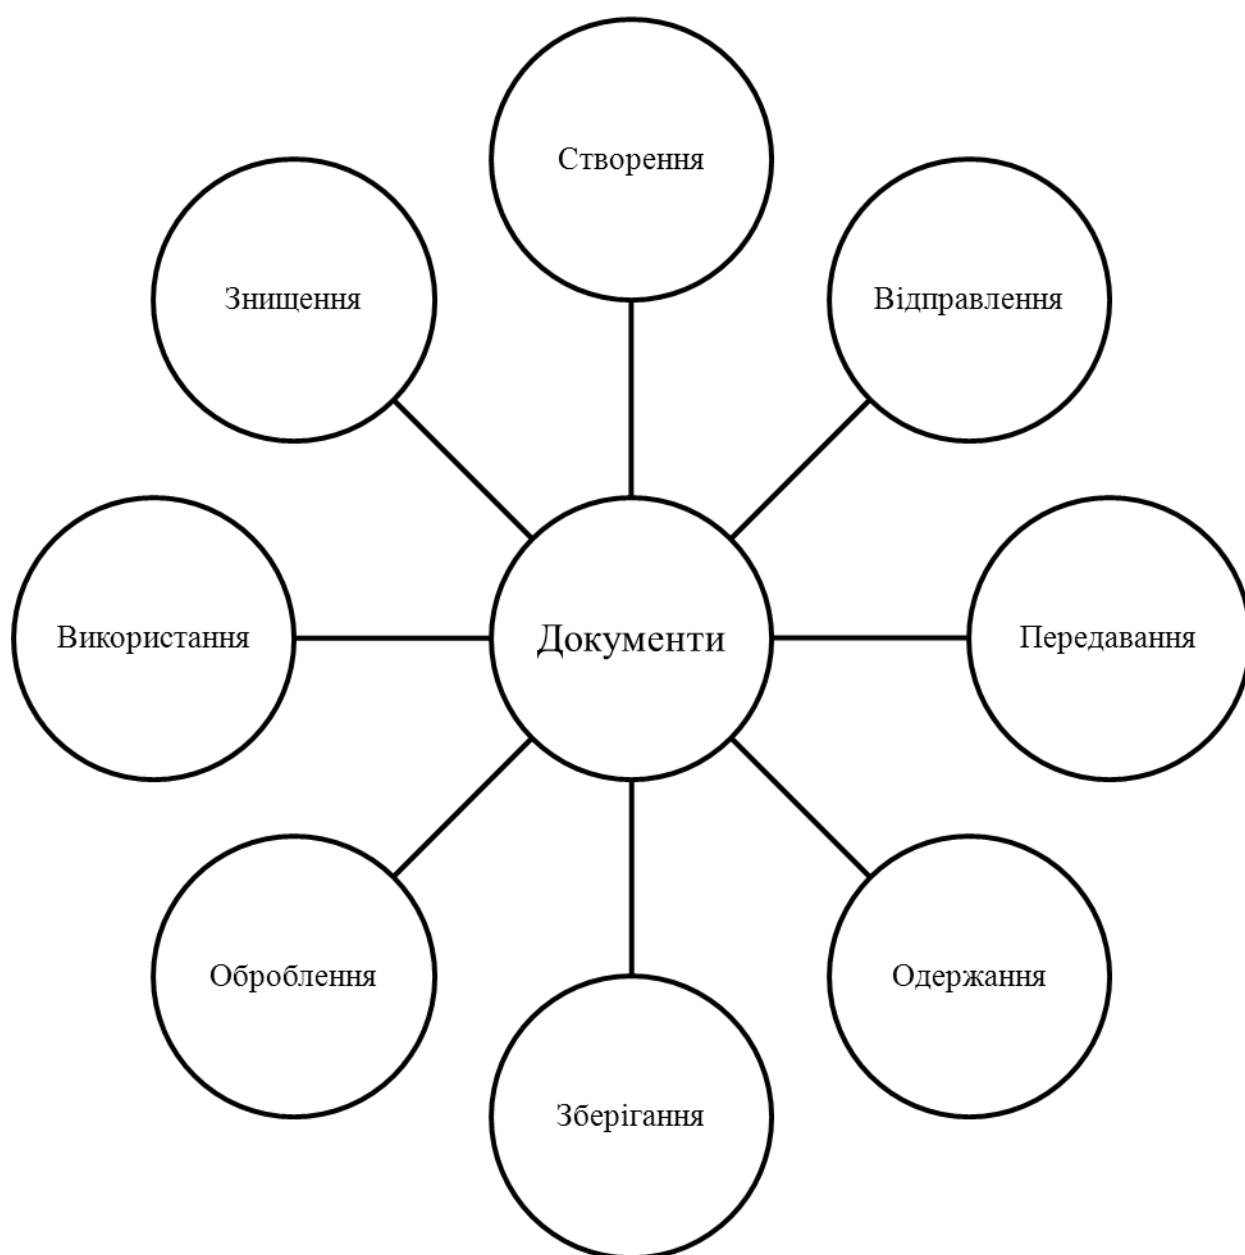 Створення
Знищення
Відправлення
Використання
Документи
Передавання
Оброблення
Одержання
Зберігання